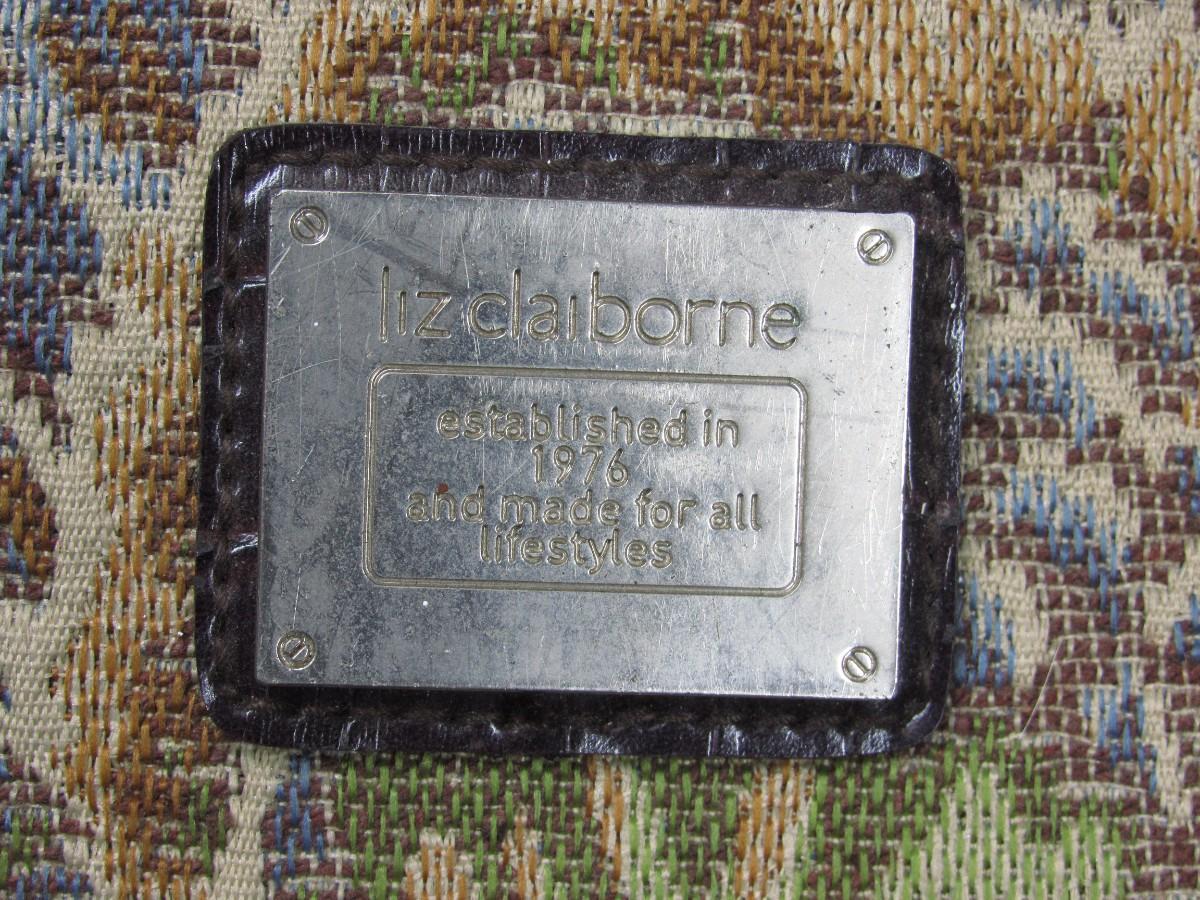 liz claiborne
established in
1976
and made for all
lifestyles